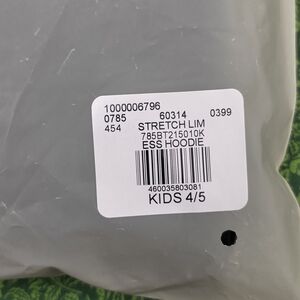 1000006796
0785 60314 0399
454 STRETCH LIM
785BT215010K
ESS HOODIE
460035803081
KIDS 4/5